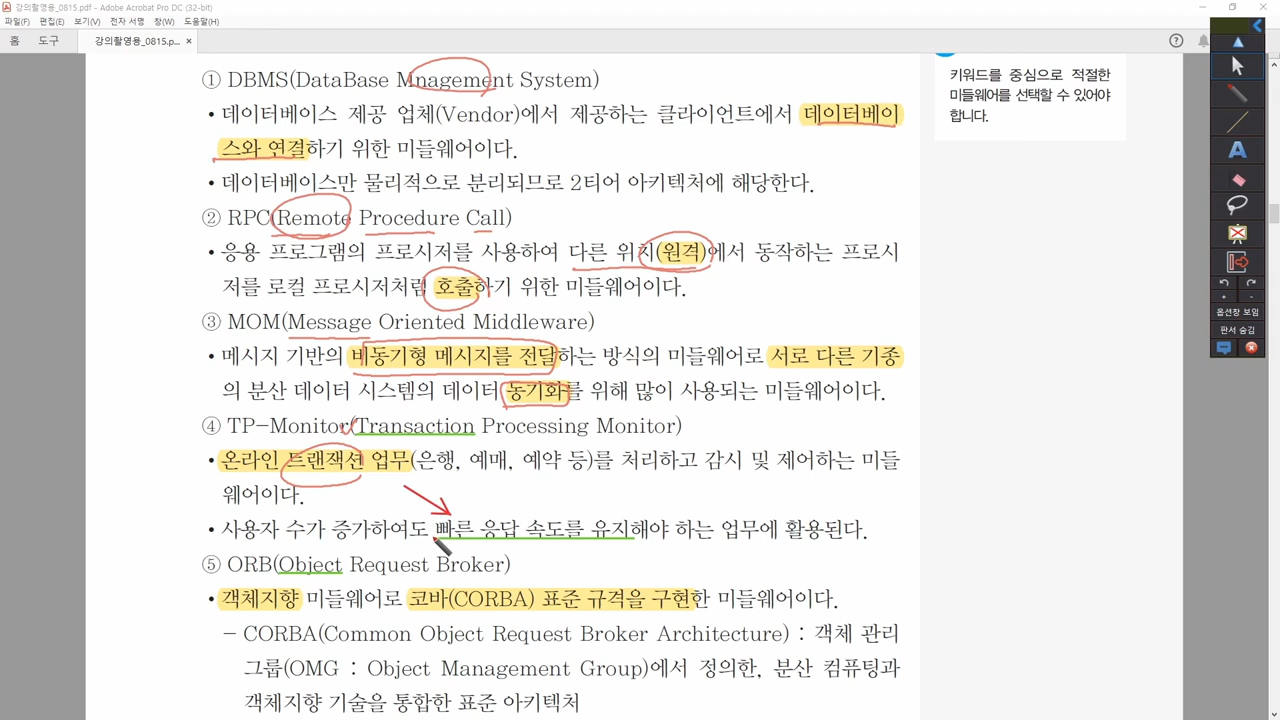 강의촬영용_0815.pdf - Adobe Acrobat Pro DC (32-bit)
파일(F) 편집(E) 보기(V) 전자 서명 창(W) 도움말(H)
홈 도구 강의촬영용_0815.p... ×
① DBMS(DataBase Mnagement System)
• 데이터베이스 제공 업체(Vendor)에서 제공하는 클라이언트에서 데이터베이
스와 연결하기 위한 미들웨어이다.
• 데이터베이스만 물리적으로 분리되므로 2티어 아키텍처에 해당한다.
② RPC(Remote Procedure Call)
• 응용 프로그램의 프로시저를 사용하여 다른 위치(원격)에서 동작하는 프로시
저를 로컬 프로시저처럼 호출하기 위한 미들웨어이다.
③ MOM(Message Oriented Middleware)
• 메시지 기반의 비동기형 메시지를 전달하는 방식의 미들웨어로 서로 다른 기종
의 분산 데이터 시스템의 데이터 동기화를 위해 많이 사용되는 미들웨어이다.
④ TP-Monitor(Transaction Processing Monitor)
• 온라인 트랜잭션 업무(은행, 예매, 예약 등)를 처리하고 감시 및 제어하는 미들
웨어이다.
• 사용자 수가 증가하여도 빠른 응답 속도를 유지해야 하는 업무에 활용된다.
⑤ ORB(Object Request Broker)
• 객체지향 미들웨어로 코바(CORBA) 표준 규격을 구현한 미들웨어이다.
- CORBA(Common Object Request Broker Architecture) : 객체 관리
그룹(OMG : Object Management Group)에서 정의한, 분산 컴퓨팅과
객체지향 기술을 통합한 표준 아키텍처
키워드를 중심으로 적절한
미들웨어를 선택할 수 있어야
합니다.
옵션창 보임
판서 숨김